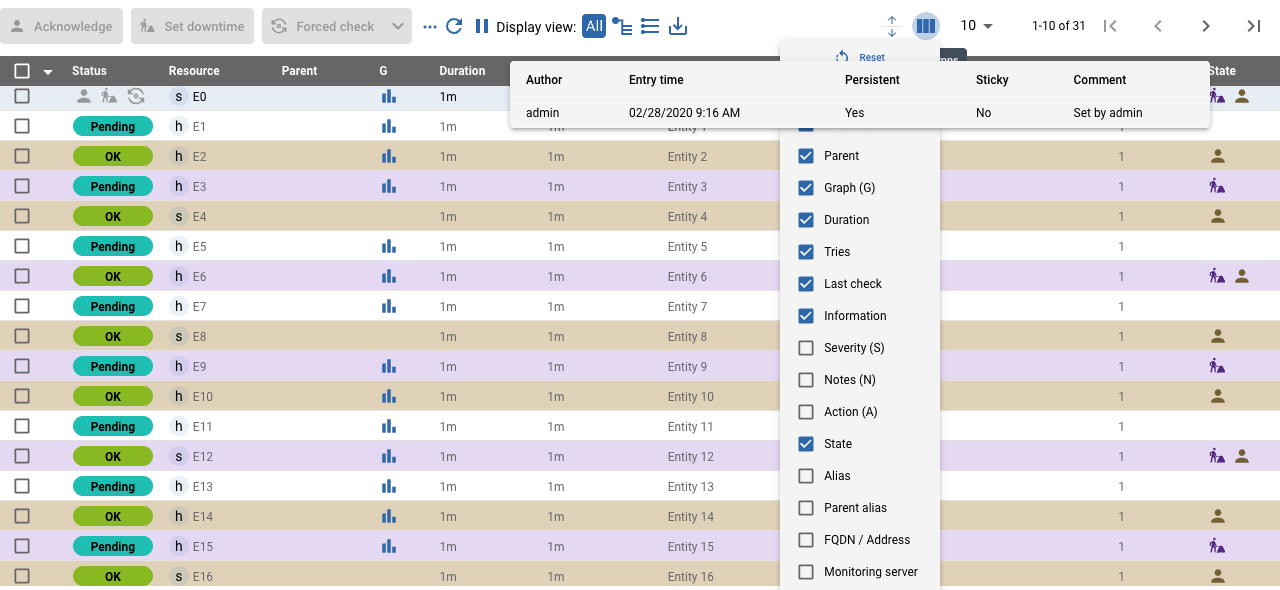 Acknowledge Set downtime Forced check ... Display view: All 10 1-10 of 31
Reset
Status Resource Parent G Duration State
Author Entry time Persistent Sticky Comment
admin 02/28/2020 9:16 AM Yes No Set by admin
s E0 1m
Pending h E1 1m 1m 1
OK h E2 1m 1m Entity 2 1
Pending h E3 1m 1m Entity 3 1
OK s E4 1m 1m Entity 4 1
Pending h E5 1m 1m Entity 5 1
OK h E6 1m 1m Entity 6 1
Pending h E7 1m 1m Entity 7 1
OK s E8 1m 1m Entity 8 1
Pending h E9 1m 1m Entity 9 1
OK h E10 1m 1m Entity 10 1
Pending h E11 1m 1m Entity 11 1
OK s E12 1m 1m Entity 12 1
Pending h E13 1m 1m Entity 13 1
OK h E14 1m 1m Entity 14 1
Pending h E15 1m 1m Entity 15 1
OK s E16 1m 1m Entity 16 1
Parent
Graph (G)
Duration
Tries
Last check
Information
Severity (S)
Notes (N)
Action (A)
State
Alias
Parent alias
FQDN / Address
Monitoring server